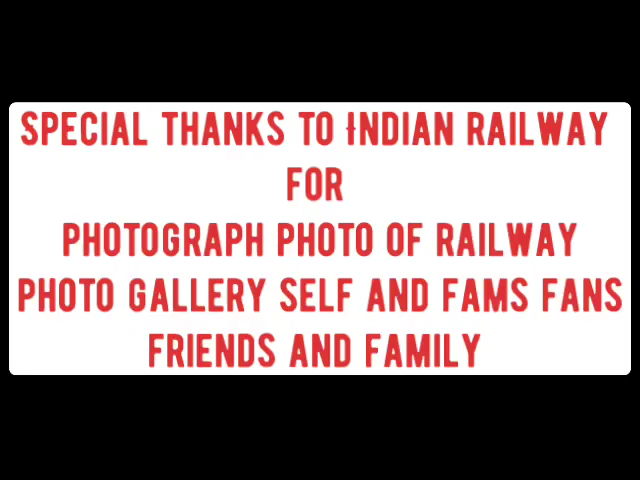 SPECIAL THANKS TO INDIAN RAILWAY
FOR
PHOTOGRAPH PHOTO OF RAILWAY
PHOTO GALLERY SELF AND FAMS FANS
FRIENDS AND FAMILY